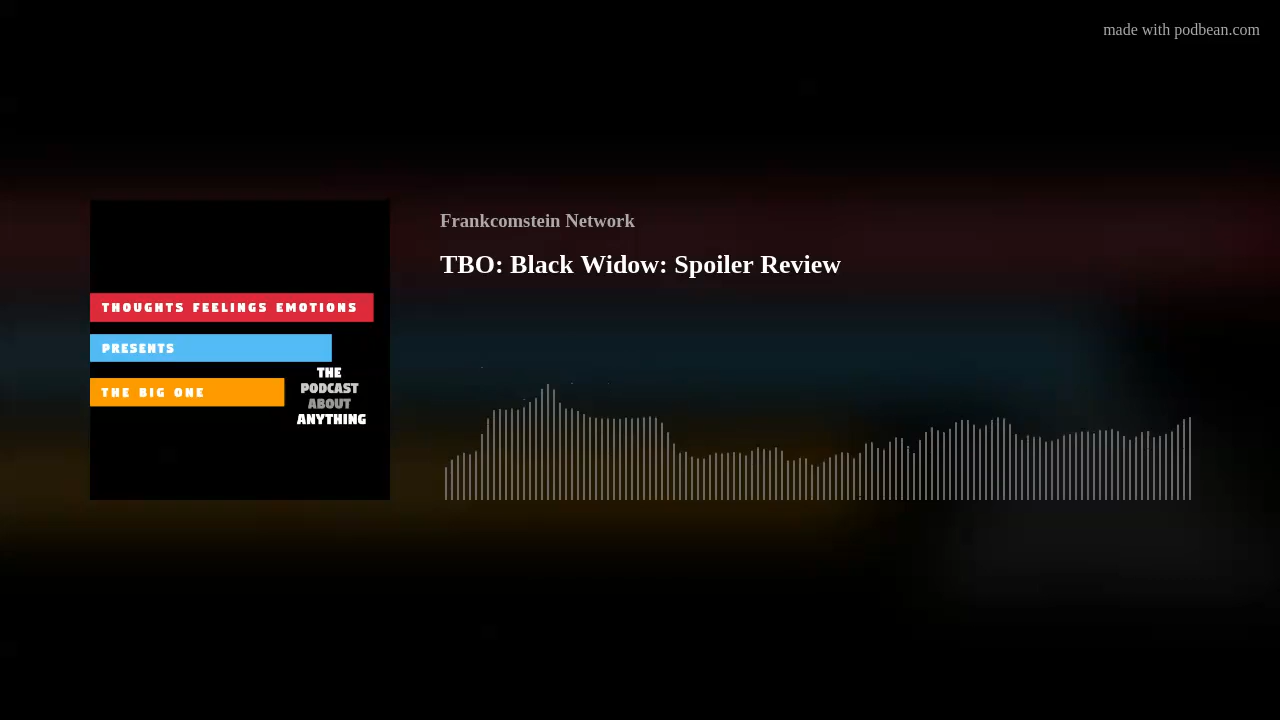 made with podbean.com
Frankcomstein Network
TBO: Black Widow: Spoiler Review
THOUGHTS FEELINGS EMOTIONS
PRESENTS
THE BIG ONE
THE
PODCAST
ABOUT
ANYTHING